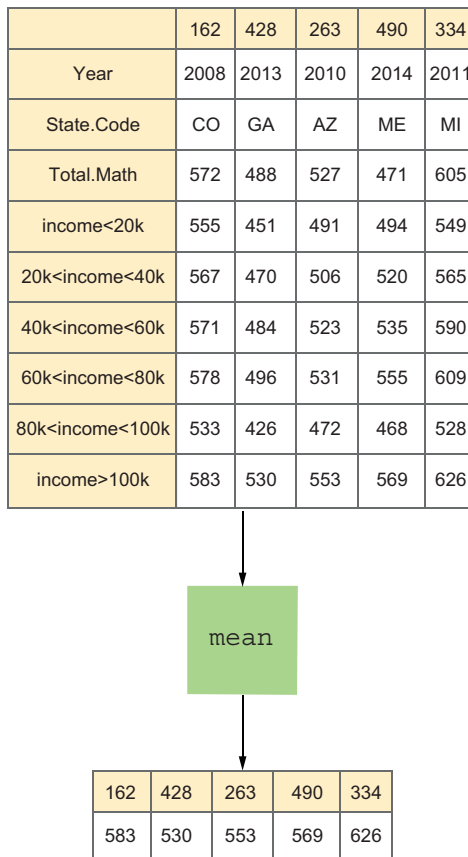 162 428 263 490 334
Year 2008 2013 2010 2014 2011
State.Code CO GA AZ ME MI
Total.Math 572 488 527 471 605
income<20k 555 451 491 494 549
20k<income<40k 567 470 506 520 565
40k<income<60k 571 484 523 535 590
60k<income<80k 578 496 531 555 609
80k<income<100k 533 426 472 468 528
income>100k 583 530 553 569 626
mean
162 428 263 490 334
583 530 553 569 626